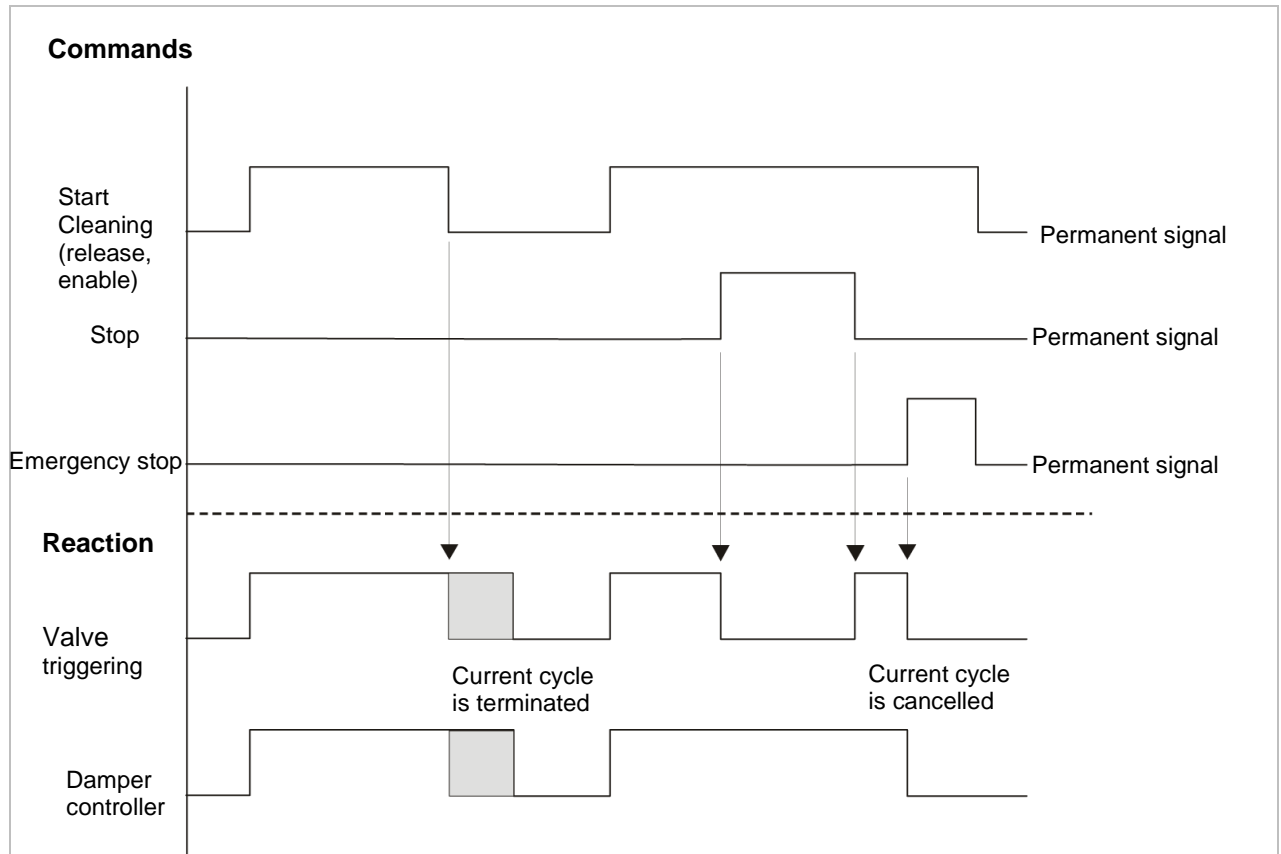 Commands
Start
Cleaning
(release,
enable)
Permanent signal
Stop
Permanent signal
Emergency stop
Permanent signal
Reaction
Valve
triggering
Current cycle
is terminated
Current cycle
is cancelled
Damper
controller